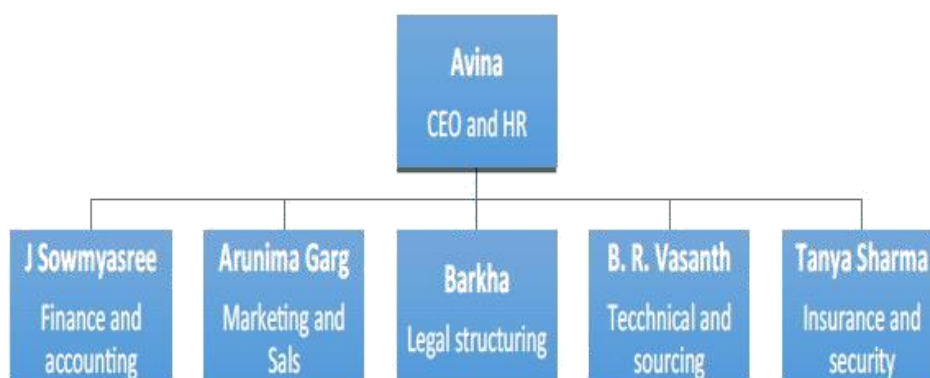 Avina
CEO and HR
J Sowmyasree
Finance and
accounting
Arunima Garg
Marketing and
Sals
Barkha
Legal structuring
B. R. Vasanth
Tecchnical and
sourcing
Tanya Sharma
Insurance and
security